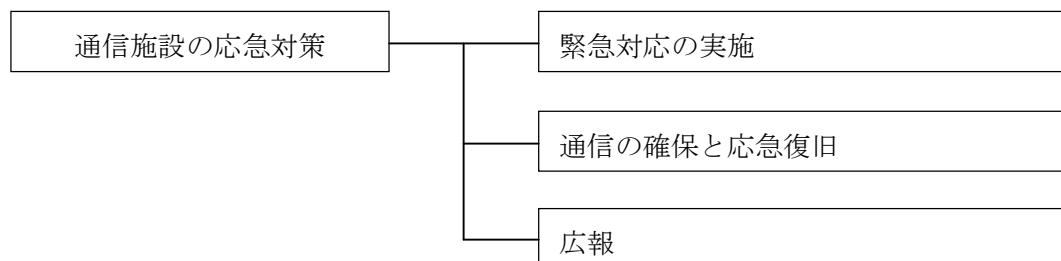 通信施設の応急対策
緊急対応の実施
通信の確保と応急復旧
広報